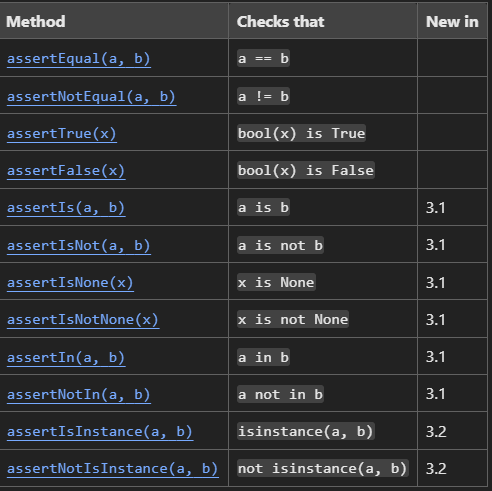 Method Checks that New in
assertEqual(a, b) a == b
assertNotEqual(a, b) a != b
assertTrue(x) bool(x) is True
assertFalse(x) bool(x) is False
assertIs(a, b) a is b 3.1
assertIsNot(a, b) a is not b 3.1
assertIsNone(x) x is None 3.1
assertIsNotNone(x) x is not None 3.1
assertIn(a, b) a in b 3.1
assertNotIn(a, b) a not in b 3.1
assertIsInstance(a, b) isinstance(a, b) 3.2
assertNotIsInstance(a, b) not isinstance(a, b) 3.2